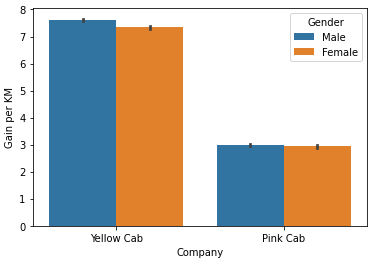 8
7
6
5
4
3
2
1
0
Gain per KM
Gender
Male
Female
Yellow Cab
Pink Cab
Company